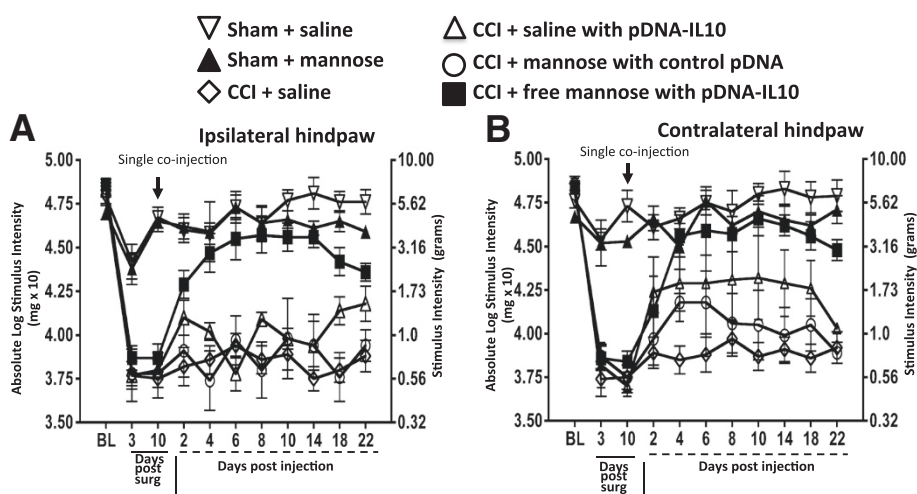 Sham + saline
Sham + mannose
CCI + saline
CCI + saline with pDNA-IL10
CCI + mannose with control pDNA
CCI + free mannose with pDNA-IL10
A
Ipsilateral hindpaw
Single co-injection
Absolute Log Stimulus Intensity
(mg x 10)
5.00
4.75
4.50
4.25
4.00
3.75
3.50
10.00
5.62
3.16
1.73
1.0
0.56
0.32
Stimulus Intensity (grams)
BL 3 10 2 4 6 8 10 14 18 22
Days
post
surg
Days post injection
B
Contralateral hindpaw
Single co-injection
Absolute Log Stimulus Intensity
(mg x 10)
5.00
4.75
4.50
4.25
4.00
3.75
3.50
10.00
5.62
3.16
1.73
1.0
0.56
0.32
Stimulus Intensity (grams)
BL 3 10 2 4 6 8 10 14 18 22
Days
post
surg
Days post injection